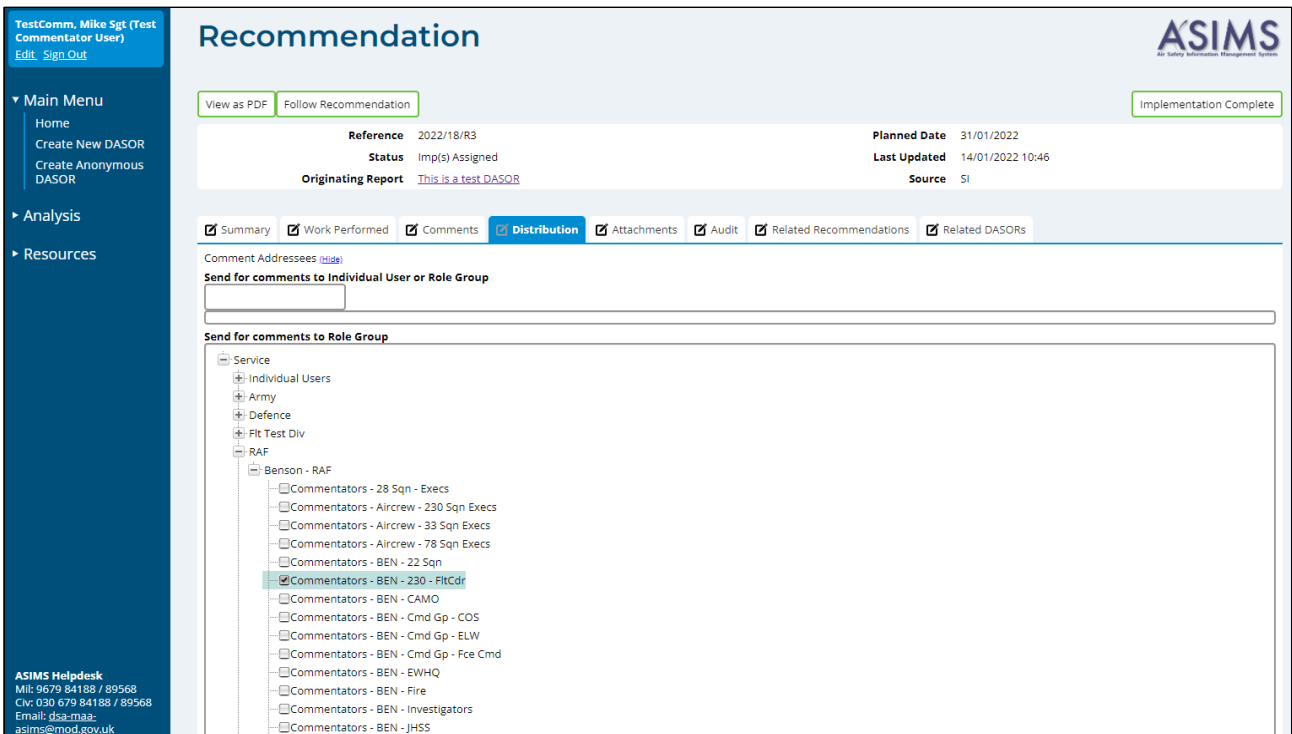 TestComm, Mike Sgt (Test
Commentator User)
Edit Sign Out
Main Menu
Home
Create New DASOR
Create Anonymous
DASOR
Analysis
Resources
ASIMS Helpdesk
Mil: 9679 84188 / 89568
Civ: 030 679 84188 / 89568
Email: dsa-maa-
asims@mod.gov.uk
Recommendation
ASIMS
Air Safety Information Management System
View as PDF Follow Recommendation Implementation Complete
Reference 2022/18/R3 Planned Date 31/01/2022
Status Imp(s) Assigned Last Updated 14/01/2022 10:46
Originating Report This is a test DASOR Source SI
Summary Work Performed Comments Distribution Attachments Audit Related Recommendations Related DASORs
Comment Addressees (Hide)
Send for comments to Individual User or Role Group
Send for comments to Role Group
Service
Individual Users
Army
Defence
Flt Test Div
RAF
Benson - RAF
Commentators - 28 Sqn - Execs
Commentators - Aircrew - 230 Sqn Execs
Commentators - Aircrew - 33 Sqn Execs
Commentators - Aircrew - 78 Sqn Execs
Commentators - BEN - 22 Sqn
Commentators - BEN - 230 - FltCdr
Commentators - BEN - CAMO
Commentators - BEN - Cmd Gp - COS
Commentators - BEN - Cmd Gp - ELW
Commentators - BEN - Cmd Gp - Fce Cmd
Commentators - BEN - EWHQ
Commentators - BEN - Fire
Commentators - BEN - Investigators
Commentators - BEN - JHSS